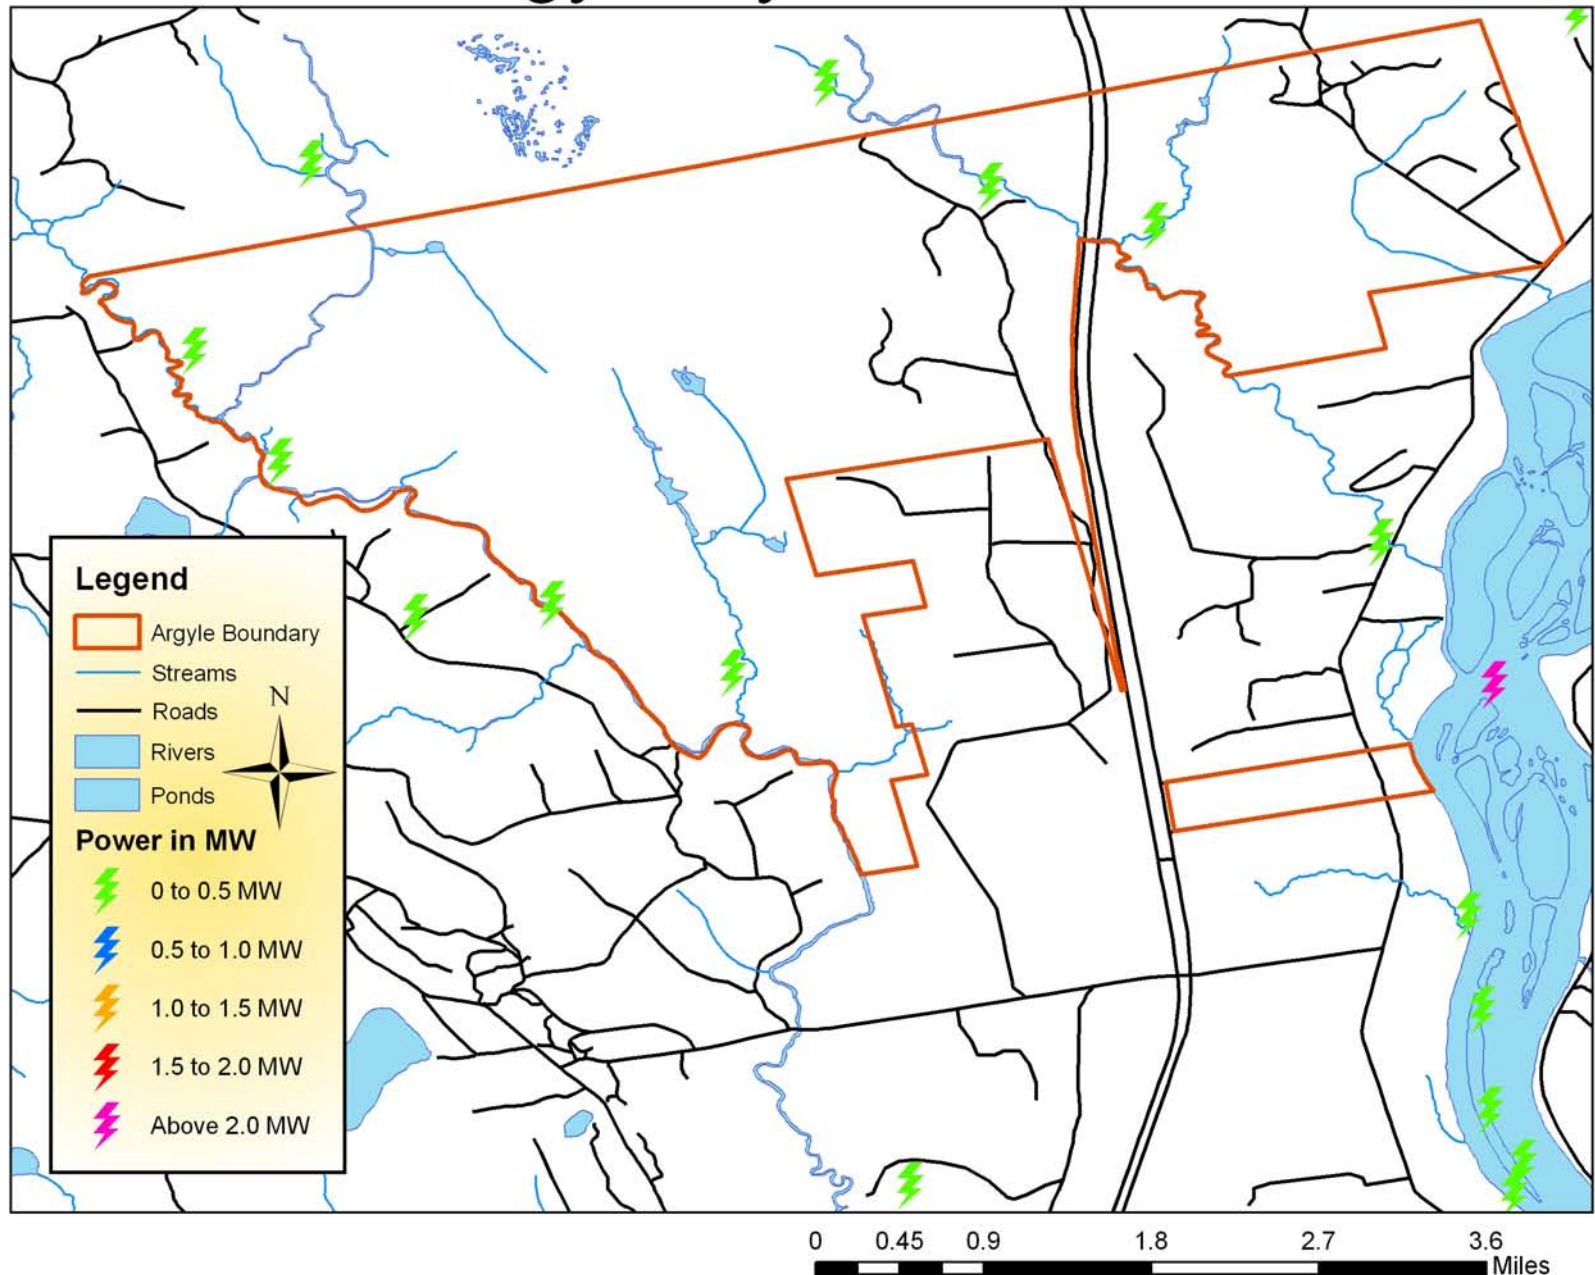 Legend
Argyle Boundary
Streams
N
Roads
Rivers
Ponds
Power in MW
0 to 0.5 MW
0.5 to 1.0 MW
1.0 to 1.5 MW
1.5 to 2.0 MW
Above 2.0 MW
0 0.45 0.9 1.8 2.7 3.6
Miles